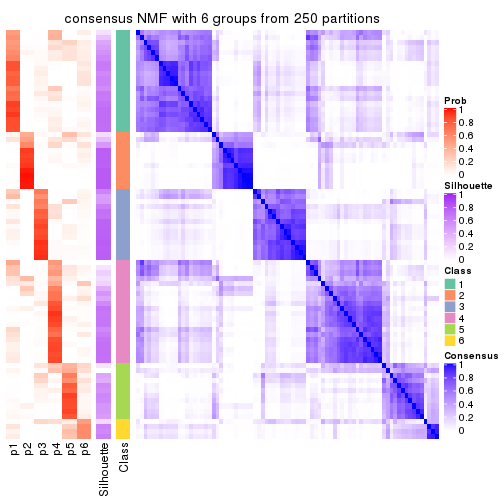 consensus NMF with 6 groups from 250 partitions
Prob
1
0.8
0.6
0.4
0.2
0
Silhouette
1
0.8
0.6
0.4
0.2
0
Class
1
2
3
4
5
6
Consensus
1
0.8
0.6
0.4
0.2
0
p1
p2
p3
p4
p5
p6
Silhouette
Class